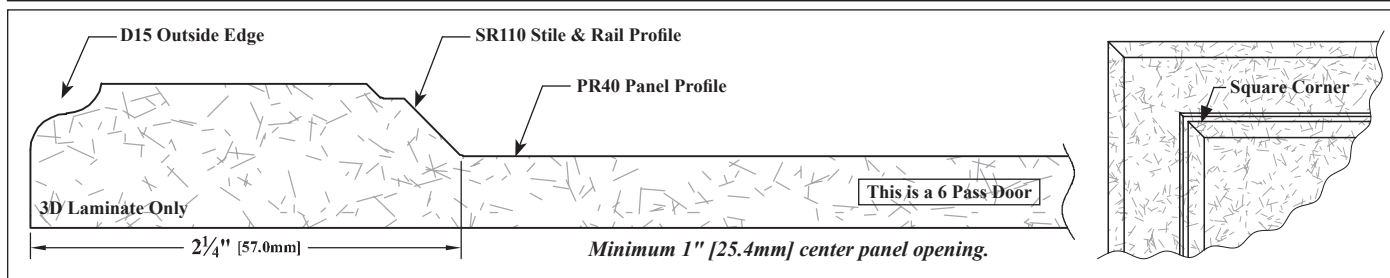 D15 Outside Edge
SR110 Stile & Rail Profile
PR40 Panel Profile
Square Corner
This is a 6 Pass Door
3D Laminate Only
2¼" [57.0mm]
Minimum 1" [25.4mm] center panel opening.